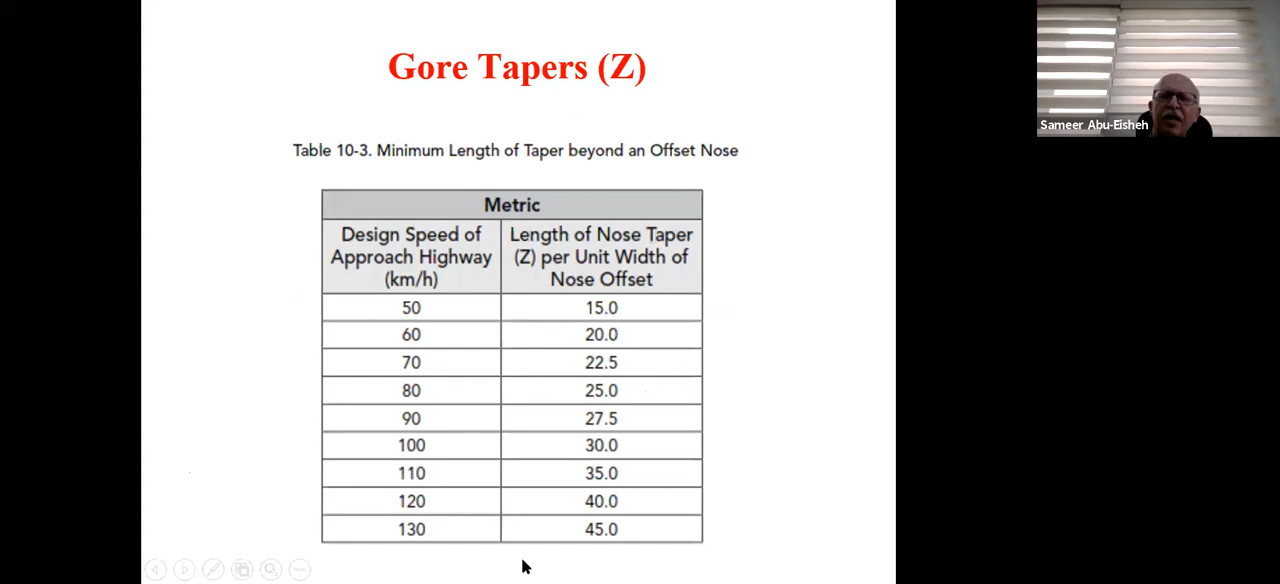 Gore Tapers (Z)
Sameer Abu-Eisheh
Table 10-3. Minimum Length of Taper beyond an Offset Nose
Metric
Design Speed of
Approach Highway
(km/h)
Length of Nose Taper
(Z) per Unit Width of
Nose Offset
50 15.0
60 20.0
70 22.5
80 25.0
90 27.5
100 30.0
110 35.0
120 40.0
130 45.0